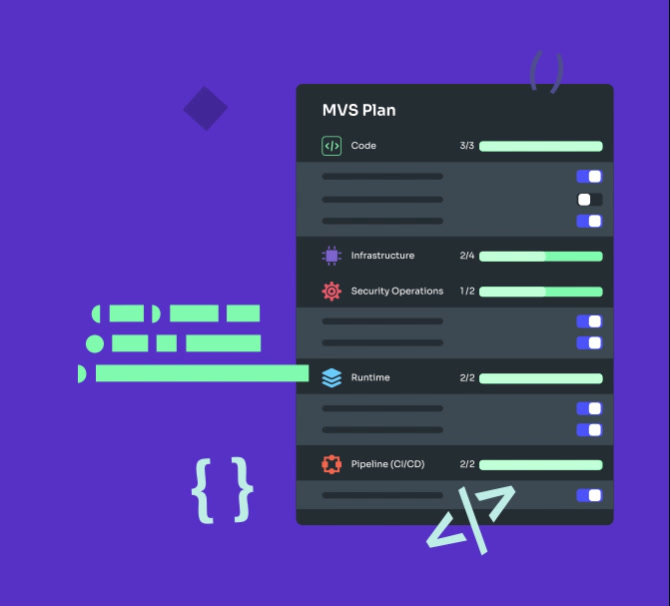 ( )
MVS Plan
</> Code 3/3
Infrastructure 2/4
Security Operations 1/2
Runtime 2/2
Pipeline (CI/CD) 2/2
{ }
</>